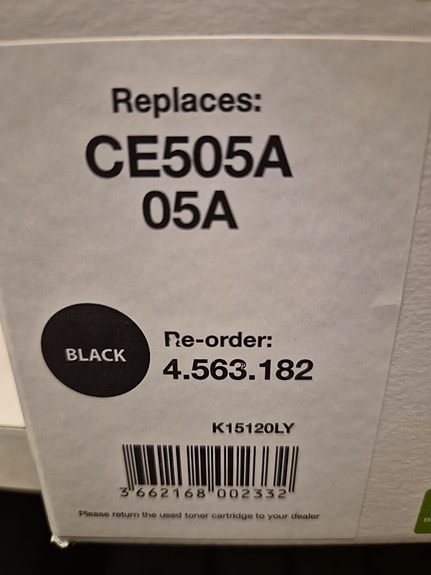 Replaces:
CE505A
05A
BLACK
Re-order:
4.563.182
K15120LY
3 662168 002332
Please return the used toner cartridge to your dealer